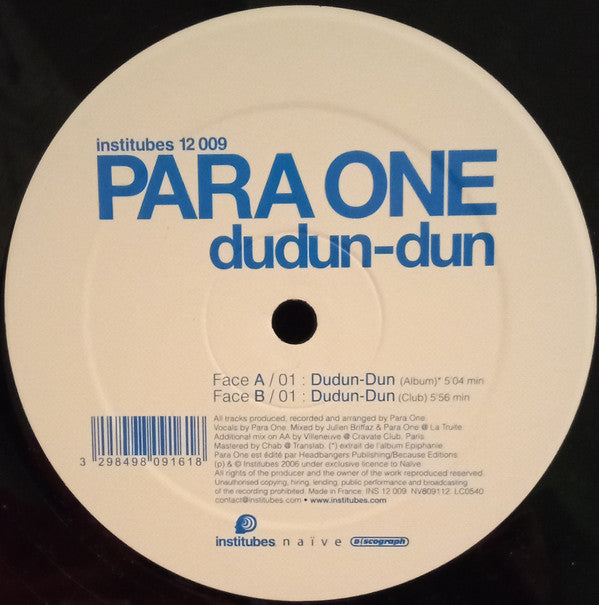 institubes 12 009
PARA ONE
dudun-dun
Face A / 01 : Dudun-Dun (Album)* 5'04 min
Face B / 01 : Dudun-Dun (Club) 5'56 min
All tracks produced, recorded and arranged by Para One.
Vocals by Para One. Mixed by Julien Briffaz & Para One @ La Truite.
Additional mix on AA by Villeneuve @ Cravate Club, Paris.
Mastered by Chab @ Translab. (*) extrait de l'album Epiphanie.
Para One est édité par Headbangers Publishing/Because Editions
(p) & © Institubes 2006 under exclusive licence to Naïve.
All rights of the producer and the owner of the work reproduced reserved.
Unauthorised copying, hiring, lending, public performance and broadcasting
of the recording prohibited. Made in France. INS 12 009 NV809112 LC0540
contact@institubes.com • www.institubes.com
3 298498 091618
institubes. naïve discograph